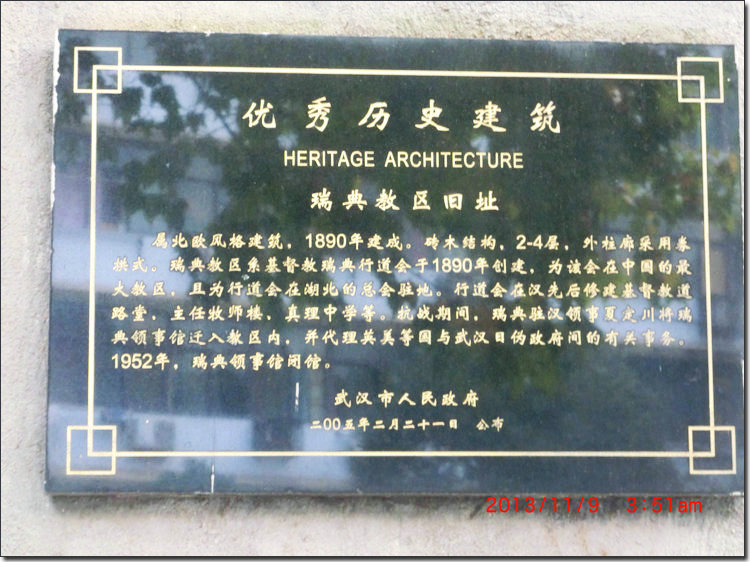 优秀历史建筑
HERITAGE ARCHITECTURE
瑞典教区旧址
属北欧风格建筑，1890年建成。砖木结构，2-4层，外柱廊采用券
拱式。瑞典教区系基督教瑞典行道会于1890年创建，为该会在中国的最
大教区，且为行道会在湖北的总会驻地。行道会在汉先后修建基督教道
路堂，主任牧师楼，真理中学等。抗战期间，瑞典驻汉领事夏定川将瑞
典领事馆迁入教区内，并代理英美等国与武汉日伪政府间的有关事务。
1952年，瑞典领事馆闭馆。
武汉市人民政府
二00五年二月二十一日 公布
2013/11/9 3:51am